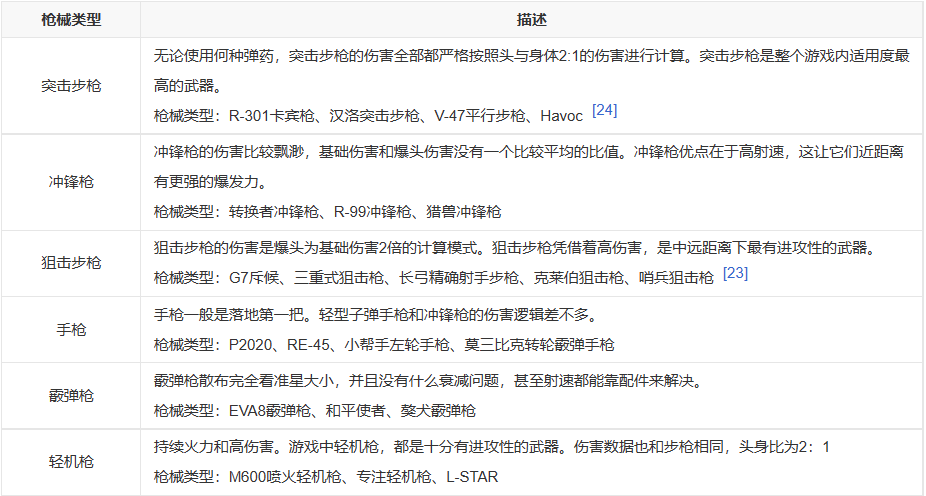 枪械类型
描述
突击步枪
无论使用何种弹药，突击步枪的伤害全部都严格按照头与身体2:1的伤害进行计算。突击步枪是整个游戏内适用度最
高的武器。
枪械类型：R-301卡宾枪、汉洛突击步枪、V-47平行步枪、Havoc [24]
冲锋枪
冲锋枪的伤害比较飘渺，基础伤害和爆头伤害没有一个比较平均的比值。冲锋枪优点在于高射速，这让它们近距离
有更强的爆发力。
枪械类型：转换者冲锋枪、R-99冲锋枪、猎兽冲锋枪
狙击步枪
狙击步枪的伤害是爆头为基础伤害2倍的计算模式。狙击步枪凭借着高伤害，是中远距离下最有进攻性的武器。
枪械类型：G7斥候、三重式狙击枪、长弓精确射手步枪、克莱伯狙击枪、哨兵狙击枪 [23]
手枪
手枪一般是落地第一把。轻型子弹手枪和冲锋枪的伤害逻辑差不多。
枪械类型：P2020、RE-45、小帮手左轮手枪、莫三比克转轮霰弹手枪
霰弹枪
霰弹枪散布完全看准星大小，并且没有什么衰减问题，甚至射速都能靠配件来解决。
枪械类型：EVA8霰弹枪、和平使者、獒犬霰弹枪
轻机枪
持续火力和高伤害。游戏中轻机枪，都是十分有进攻性的武器。伤害数据也和步枪相同，头身比为2：1
枪械类型：M600喷火轻机枪、专注轻机枪、L-STAR